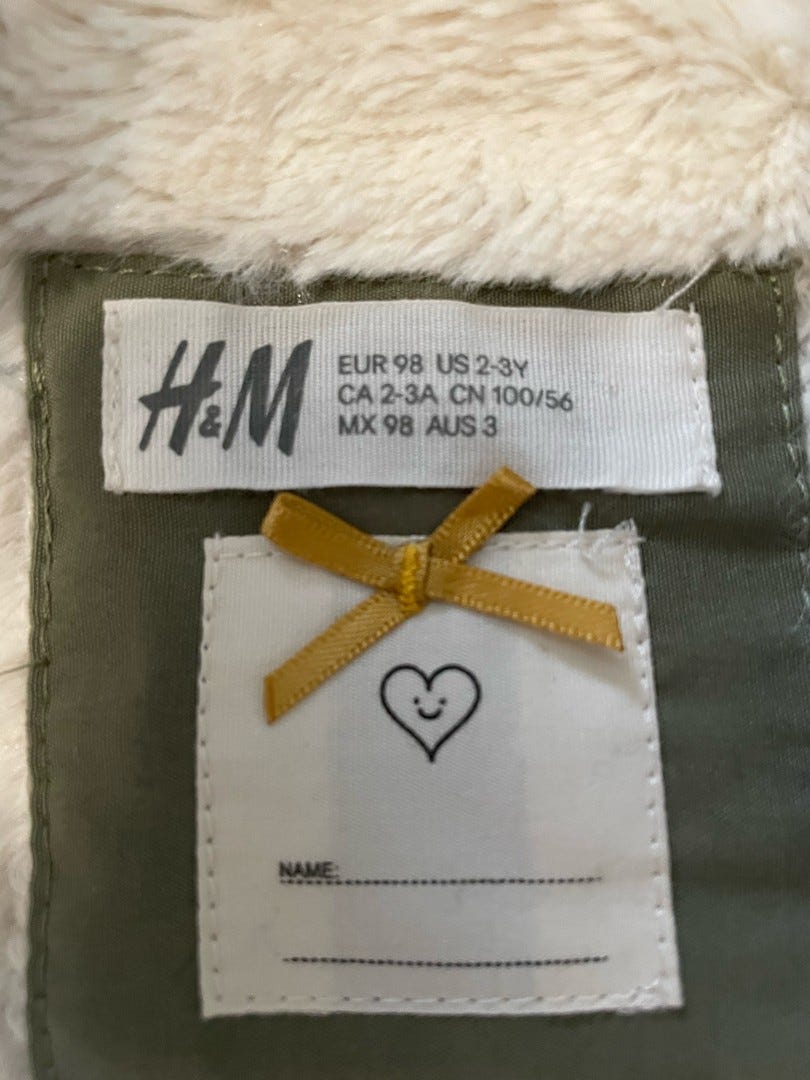 H&M
EUR 98 US 2-3Y
CA 2-3A CN 100/56
MX 98 AUS 3
NAME: